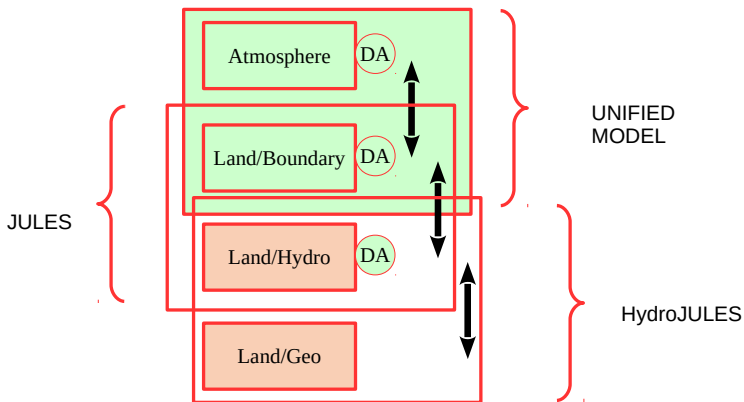 Atmosphere
DA
UNIFIED
MODEL
Land/Boundary
DA
JULES
Land/Hydro
DA
HydroJULES
Land/Geo